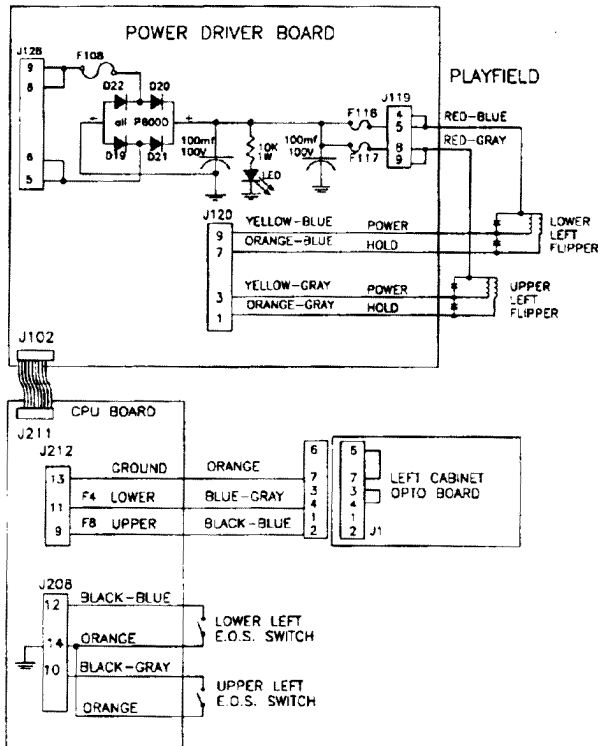 POWER DRIVER BOARD
J128
F108
9
8
6
5
D22
D20
all P600D
D19
D21
-
+
100mf
100V
10K
1W
LED
100mf
100V
F116
F117
J119
4
5
8
9
PLAYFIELD
RED-BLUE
RED-GRAY
J120
9
7
3
1
YELLOW-BLUE POWER
ORANGE-BLUE HOLD
YELLOW-GRAY POWER
ORANGE-GRAY HOLD
LOWER
LEFT
FLIPPER
UPPER
LEFT
FLIPPER
J102
J211
CPU BOARD
J212
13
11
9
GROUND ORANGE
F4 LOWER BLUE-GRAY
F8 UPPER BLACK-BLUE
6
7
3
4
1
2
5
7
3
4
1
2
J1
LEFT CABINET
OPTO BOARD
J208
12
14
10
BLACK-BLUE
ORANGE
BLACK-GRAY
ORANGE
LOWER LEFT
E.O.S. SWITCH
UPPER LEFT
E.O.S. SWITCH